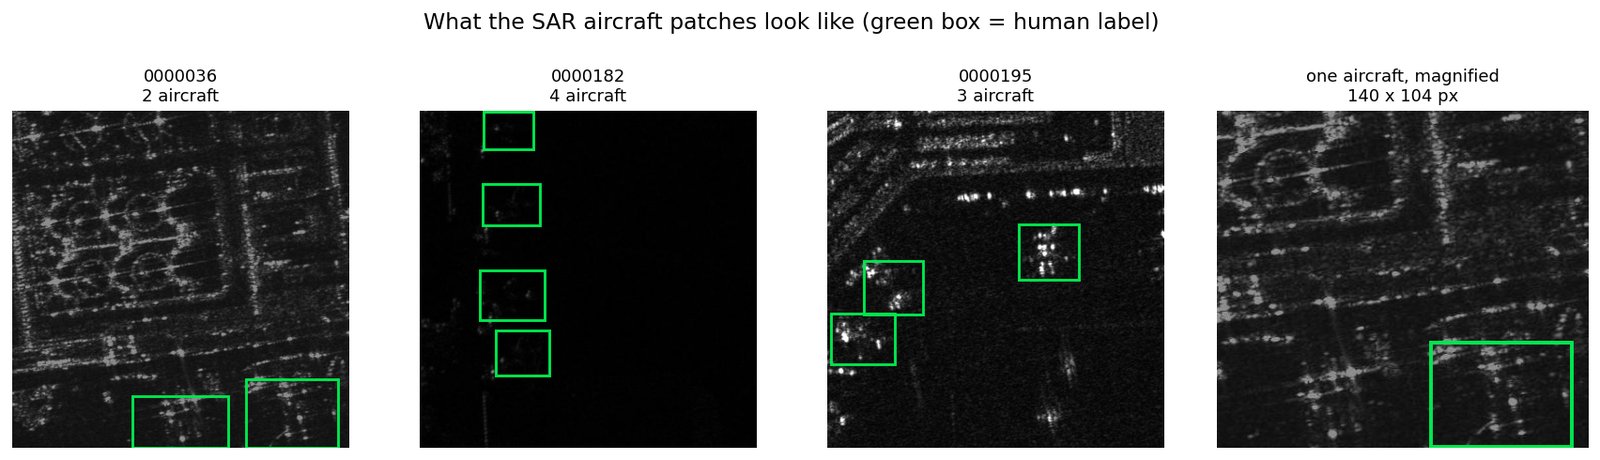 What the SAR aircraft patches look like (green box = human label)
0000036
2 aircraft
0000182
4 aircraft
0000195
3 aircraft
one aircraft, magnified
140 x 104 px